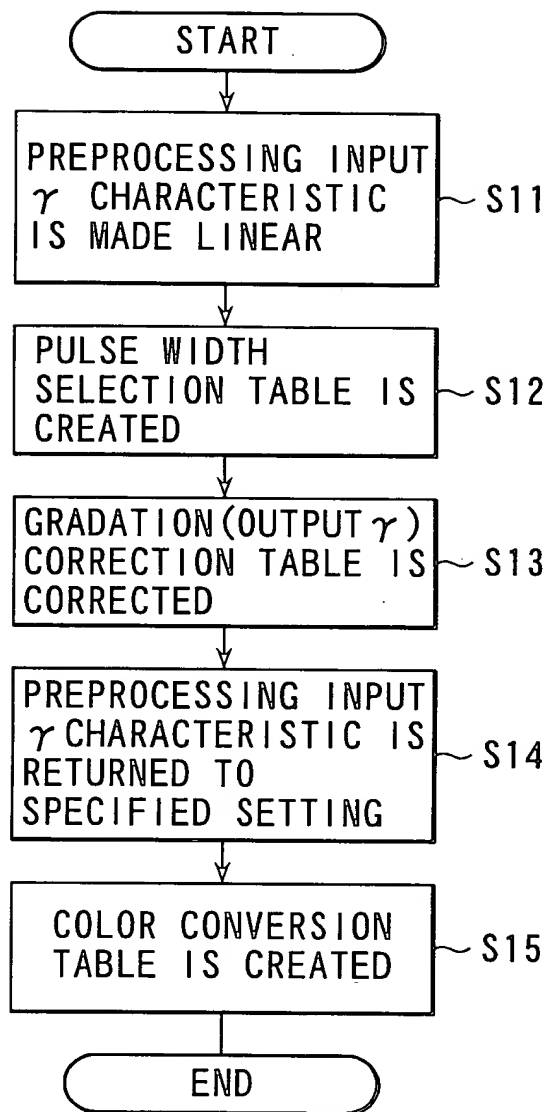 START
PREPROCESSING INPUT
γ CHARACTERISTIC
IS MADE LINEAR
S11
PULSE WIDTH
SELECTION TABLE IS
CREATED
S12
GRADATION(OUTPUT γ)
CORRECTION TABLE IS
CORRECTED
S13
PREPROCESSING INPUT
γ CHARACTERISTIC IS
RETURNED TO
SPECIFIED SETTING
S14
COLOR CONVERSION
TABLE IS CREATED
S15
END